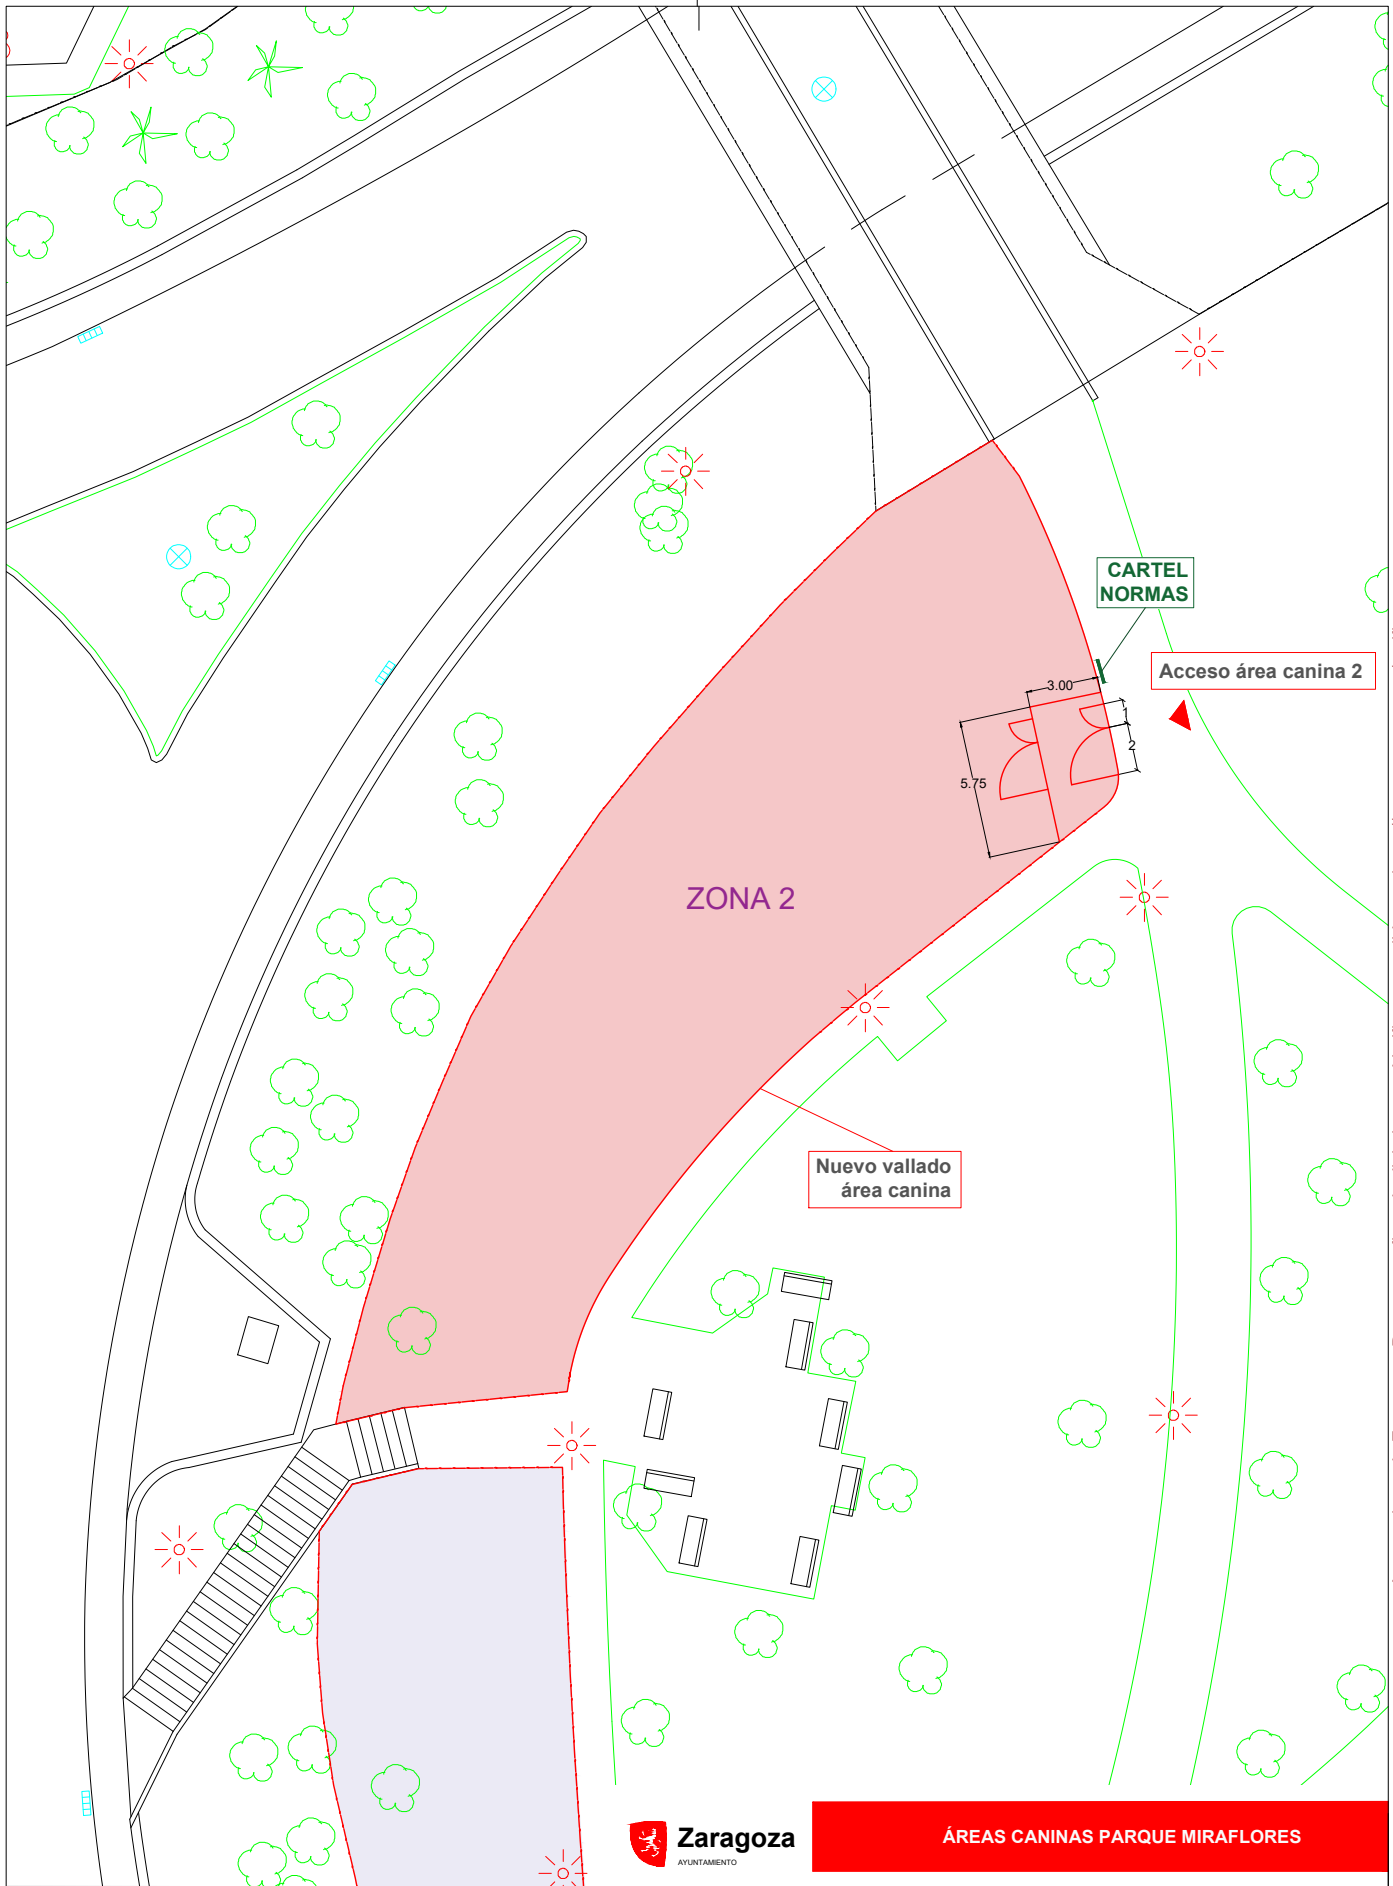 CARTEL
NORMAS
Acceso área canina 2
3.00
1
2
5.75
ZONA 2
Nuevo vallado
área canina
Zaragoza
AYUNTAMIENTO
ÁREAS CANINAS PARQUE MIRAFLORES